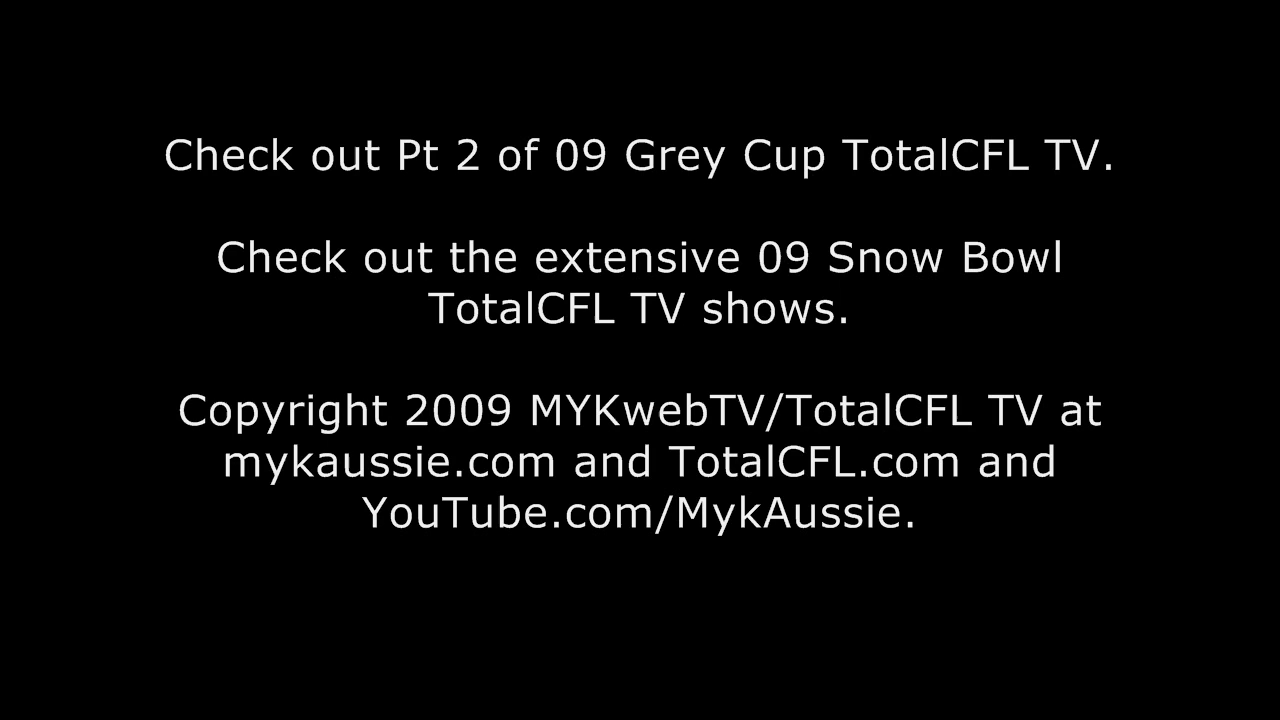 Check out Pt 2 of 09 Grey Cup TotalCFL TV.
Check out the extensive 09 Snow Bowl
TotalCFL TV shows.
Copyright 2009 MYKwebTV/TotalCFL TV at
mykaussie.com and TotalCFL.com and
YouTube.com/MykAussie.